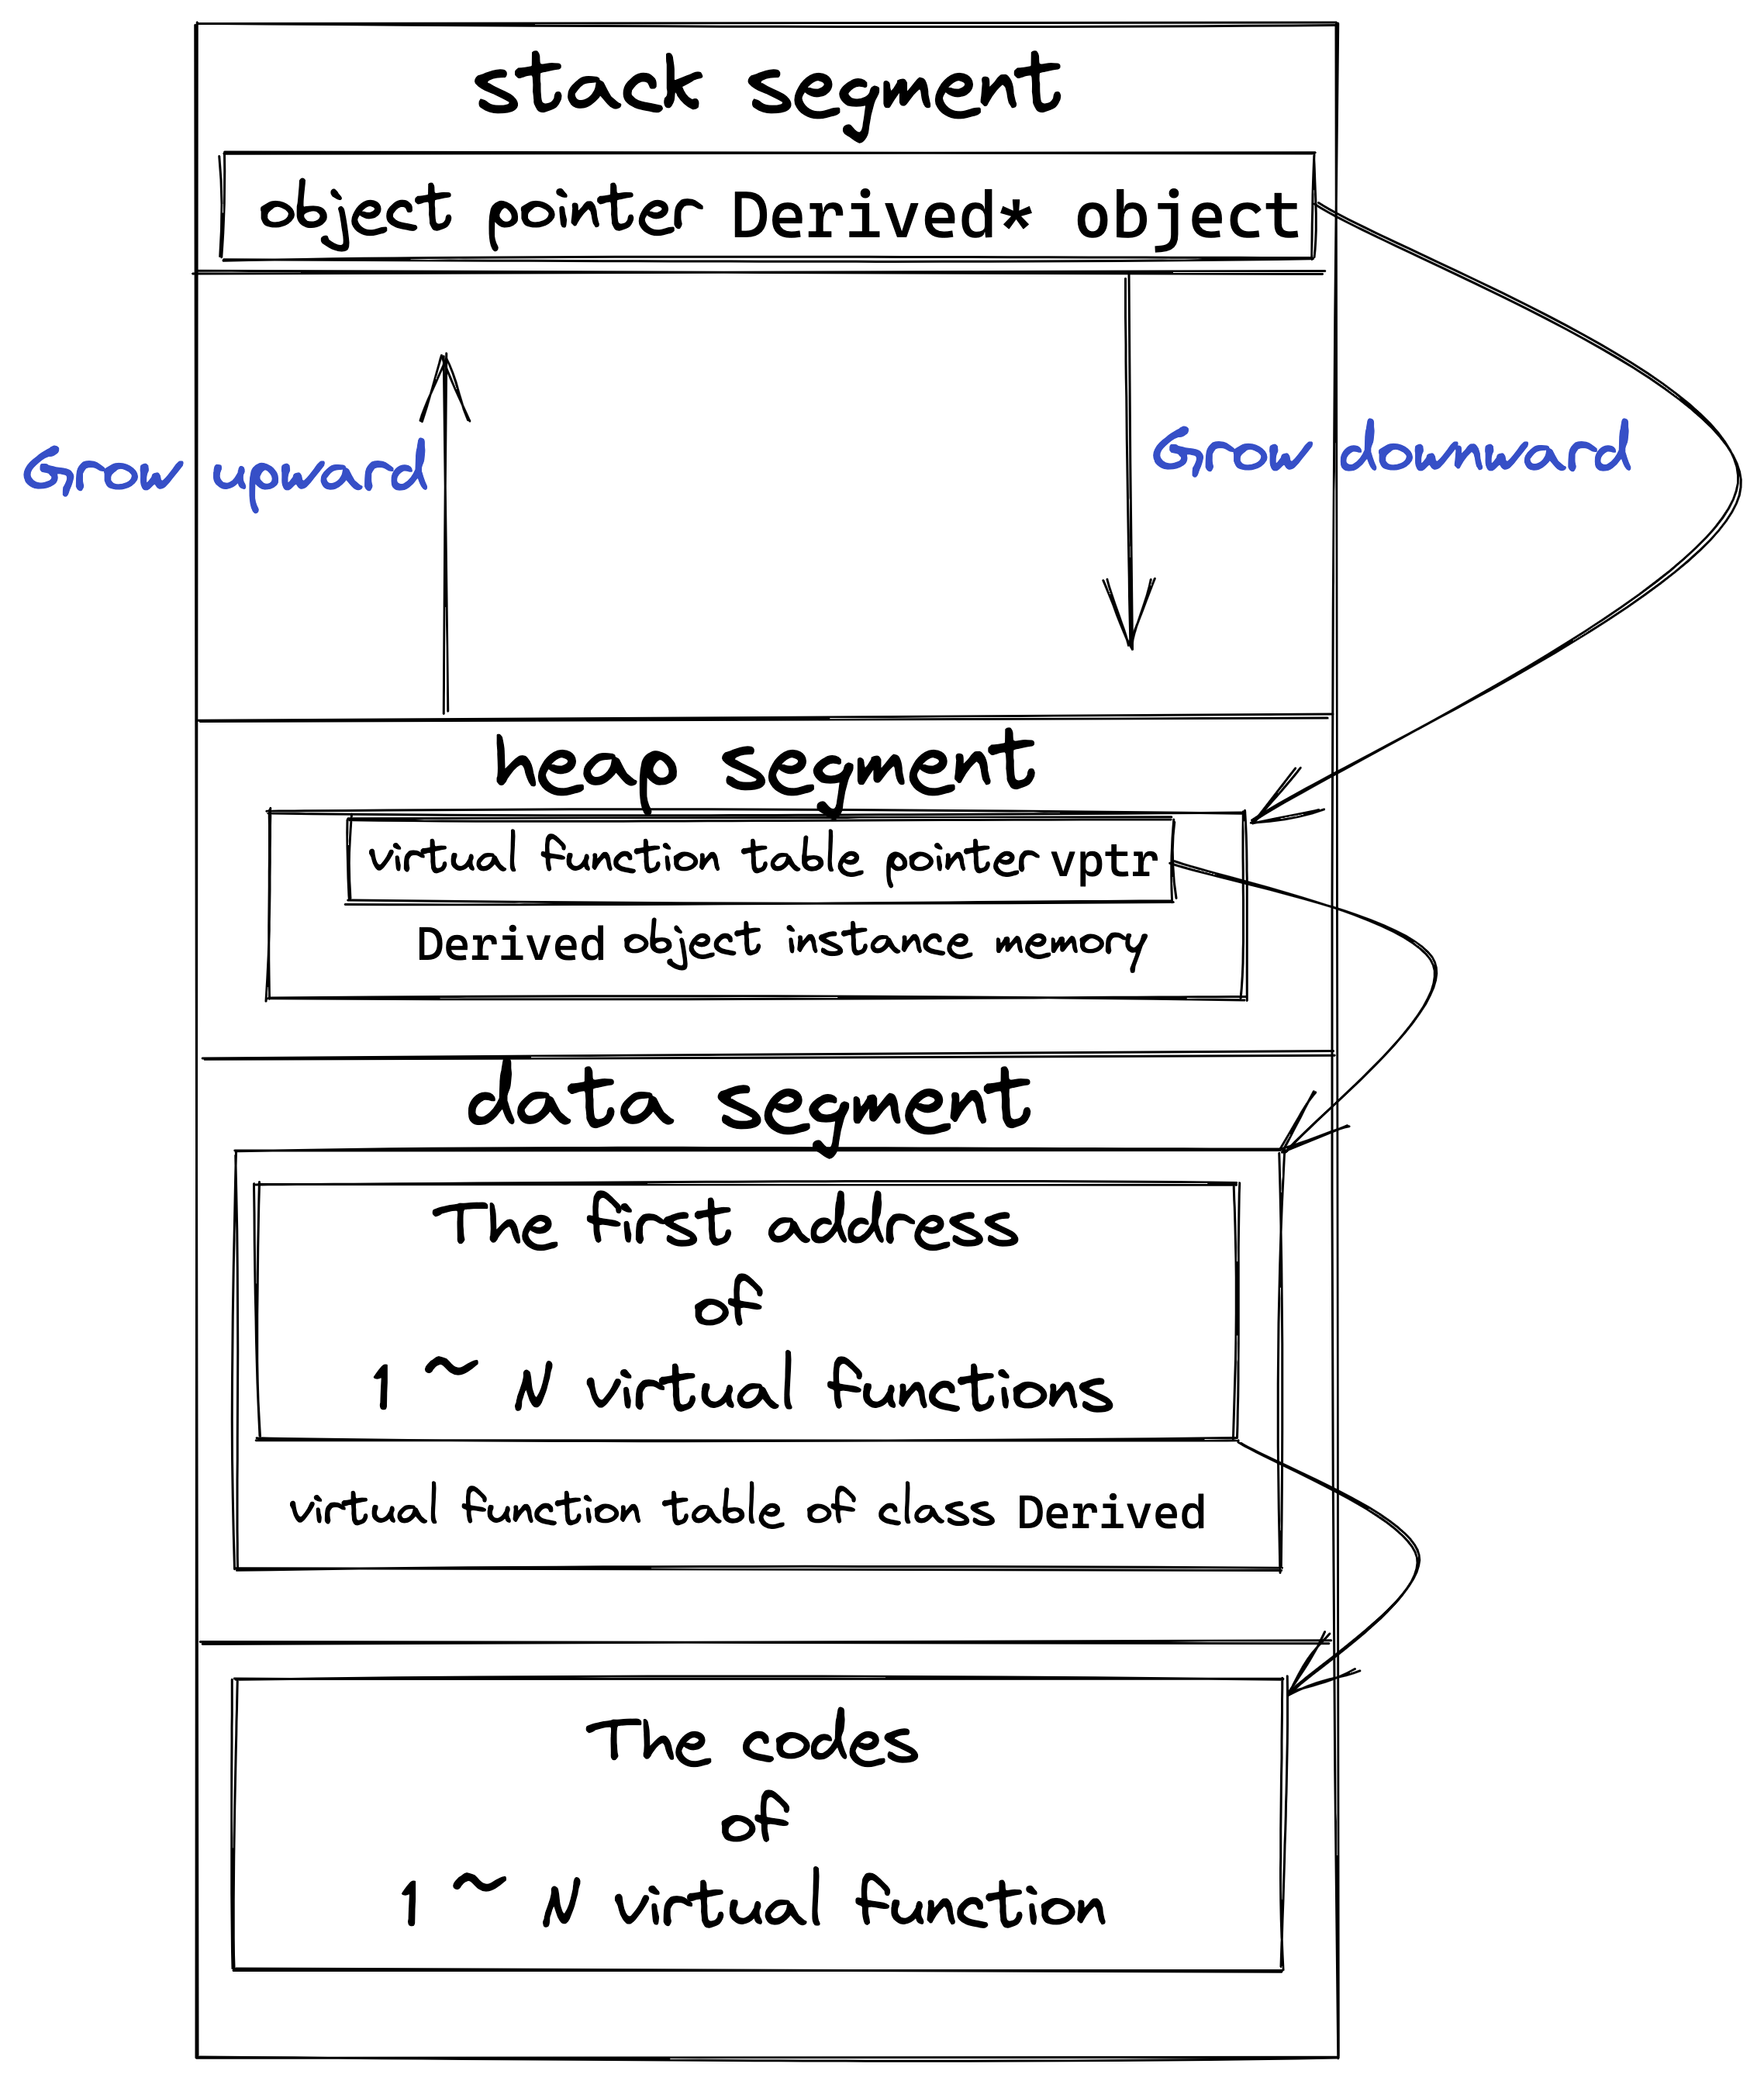 stack segment
object pointer Derived* object
Grow upward
Grow downward
heap segment
virtual function table pointer vptr
Derived object instance memory
data segment
The first address
of
1 ~ N virtual functions
virtual function table of class Derived
The codes
of
1 ~ N virtual function